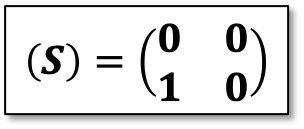 (S) = (0 0
1 0)